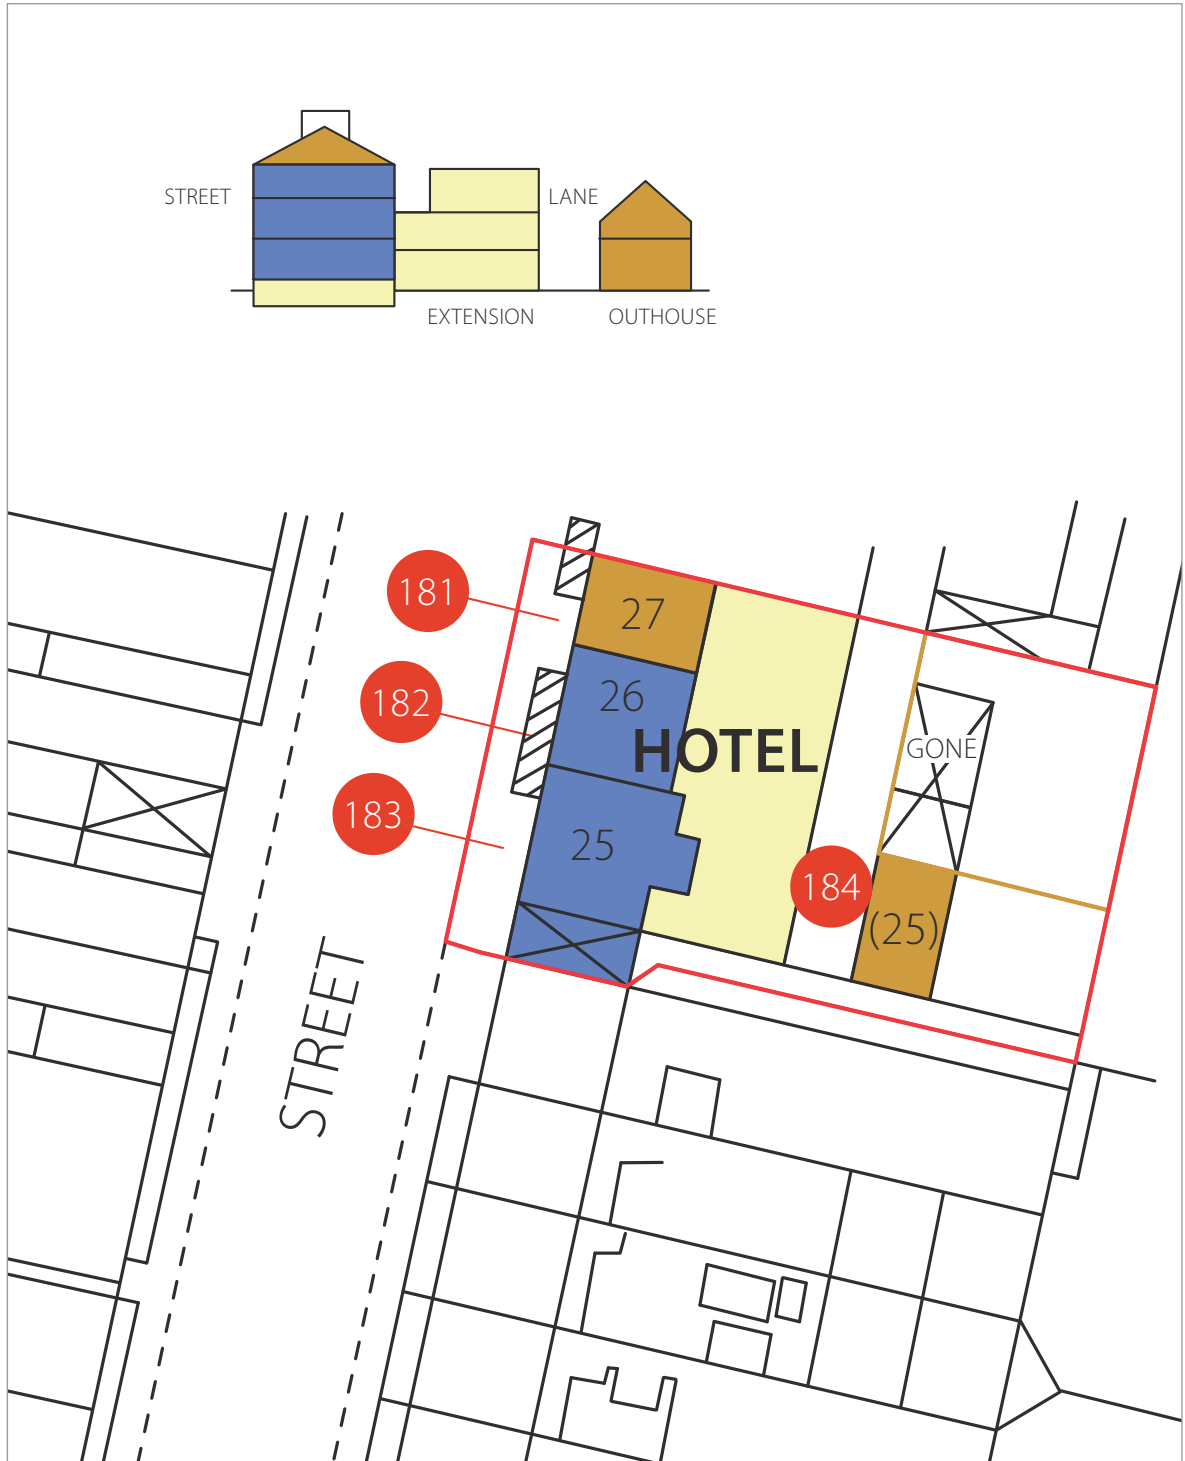 STREET
LANE
EXTENSION
OUTHOUSE
181
27
182
26
HOTEL
GONE
183
25
184
(25)
STREET